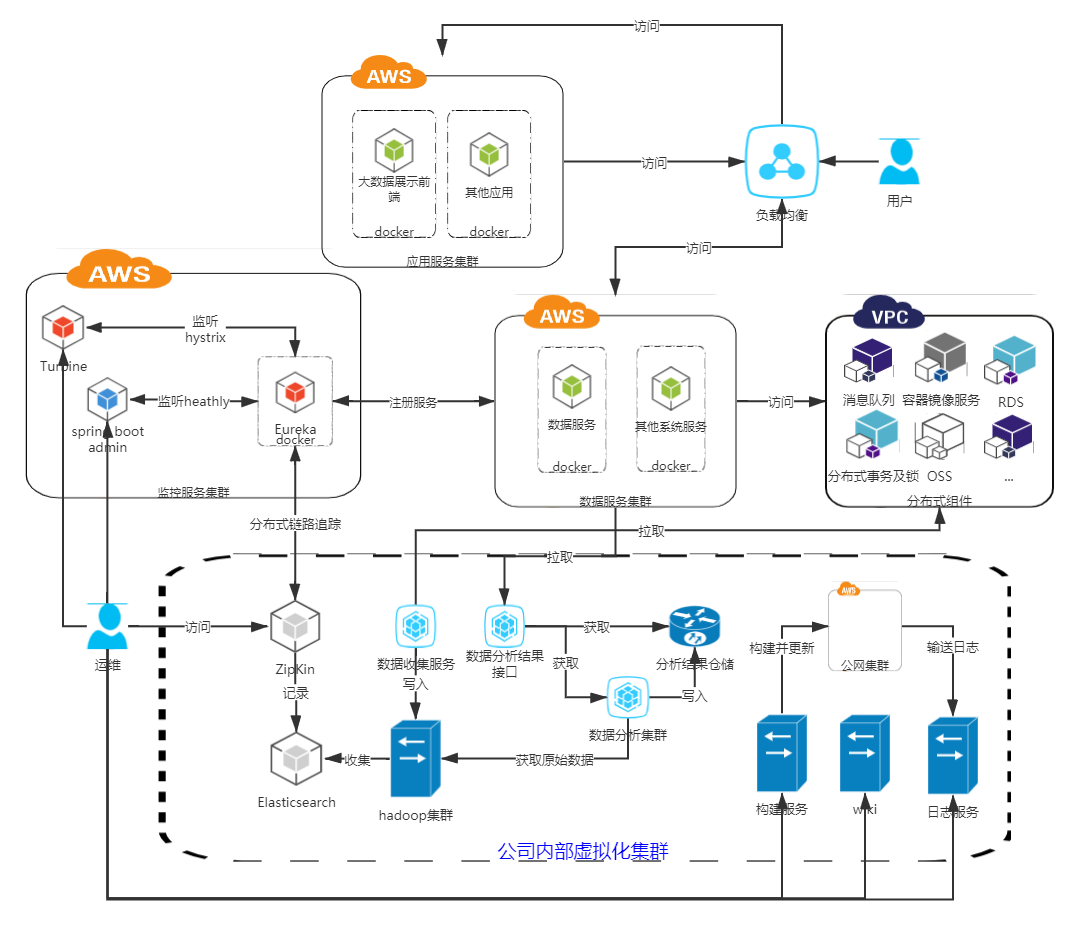 访问
AWS
大数据展示前
端
docker
其他应用
docker
应用服务集群
访问
负载均衡
用户
访问
AWS
Turbine
监听
hystrix
spring boot
admin
监听heathly
Eureka
docker
监控服务集群
注册服务
AWS
数据服务
docker
其他系统服务
docker
数据服务集群
访问
VPC
消息队列
容器镜像服务
RDS
分布式事务及锁
OSS
...
分布式组件
分布式链路追踪
拉取
拉取
运维
访问
ZipKin
记录
Elasticsearch
数据收集服务
写入
收集
hadoop集群
数据分析结果
接口
获取
获取
分析结果仓储
写入
数据分析集群
获取原始数据
AWS
公网集群
构建并更新
输送日志
构建服务
wiki
日志服务
公司内部虚拟化集群